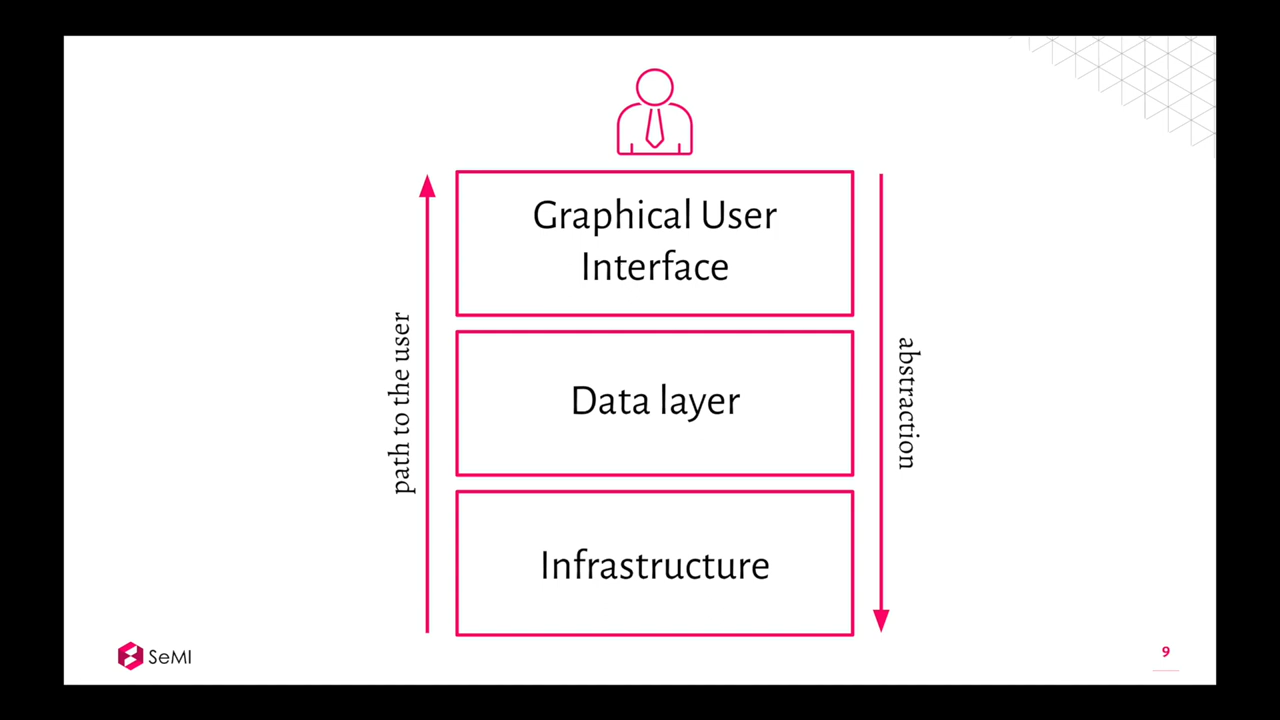 Graphical User
Interface
path to the user
abstraction
Data layer
Infrastructure
SeMI
9